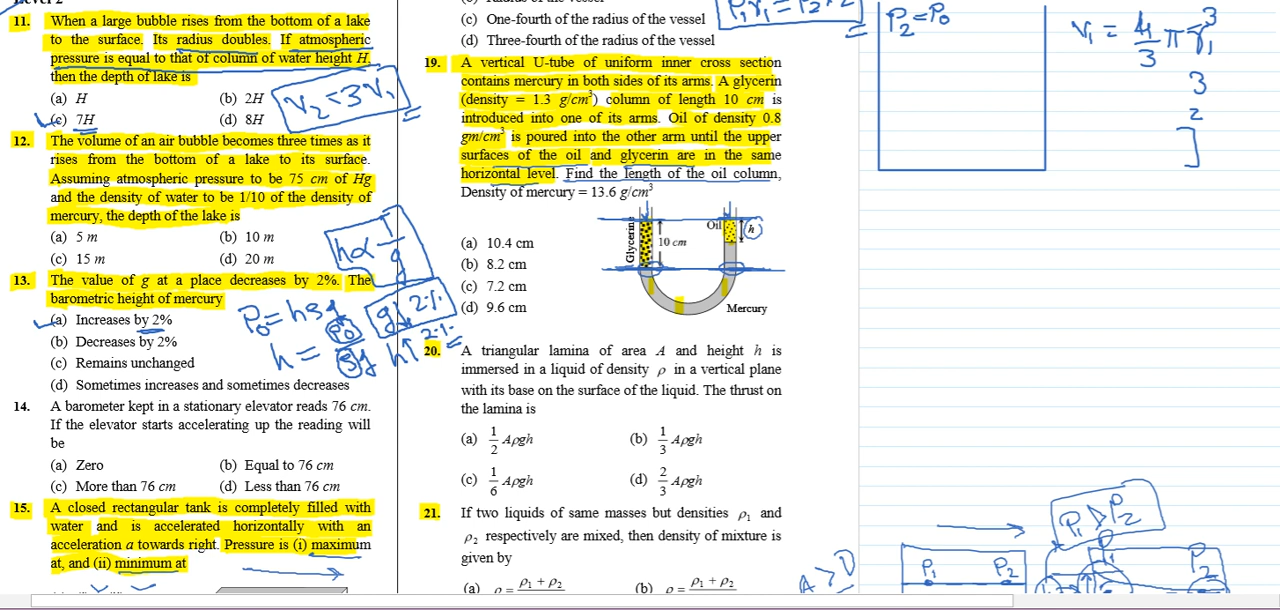 11. When a large bubble rises from the bottom of a lake
to the surface. Its radius doubles. If atmospheric
pressure is equal to that of column of water height H,
then the depth of lake is
(a) H (b) 2H
(c) 7H (d) 8H
V₂ = 3V₁
12. The volume of an air bubble becomes three times as it
rises from the bottom of a lake to its surface.
Assuming atmospheric pressure to be 75 cm of Hg
and the density of water to be 1/10 of the density of
mercury, the depth of the lake is
(a) 5 m (b) 10 m
(c) 15 m (d) 20 m
h∝ 1/g
13. The value of g at a place decreases by 2%. The
barometric height of mercury
(a) Increases by 2%
(b) Decreases by 2%
(c) Remains unchanged
(d) Sometimes increases and sometimes decreases
P₀ = hρg
h = P₀/ρg
g↓ 2%
h↑ 2%
14. A barometer kept in a stationary elevator reads 76 cm.
If the elevator starts accelerating up the reading will
be
(a) Zero (b) Equal to 76 cm
(c) More than 76 cm (d) Less than 76 cm
15. A closed rectangular tank is completely filled with
water and is accelerated horizontally with an
acceleration a towards right. Pressure is (i) maximum
at, and (ii) minimum at
(c) One-fourth of the radius of the vessel
(d) Three-fourth of the radius of the vessel
19. A vertical U-tube of uniform inner cross section
contains mercury in both sides of its arms. A glycerin
(density = 1.3 g/cm³) column of length 10 cm is
introduced into one of its arms. Oil of density 0.8
gm/cm³ is poured into the other arm until the upper
surfaces of the oil and glycerin are in the same
horizontal level. Find the length of the oil column,
Density of mercury = 13.6 g/cm³
(a) 10.4 cm
(b) 8.2 cm
(c) 7.2 cm
(d) 9.6 cm
Glycerine
10 cm
Oil
h
Mercury
20. A triangular lamina of area A and height h is
immersed in a liquid of density ρ in a vertical plane
with its base on the surface of the liquid. The thrust on
the lamina is
(a) 1/2 Aρgh (b) 1/3 Aρgh
(c) 1/6 Aρgh (d) 2/3 Aρgh
21. If two liquids of same masses but densities ρ₁ and
ρ₂ respectively are mixed, then density of mixture is
given by
(a) (b)
P₂=P₀
V₁ = 4/3 π r₁³
3
2
P₁ > P₂
P₁ P₂
P₂